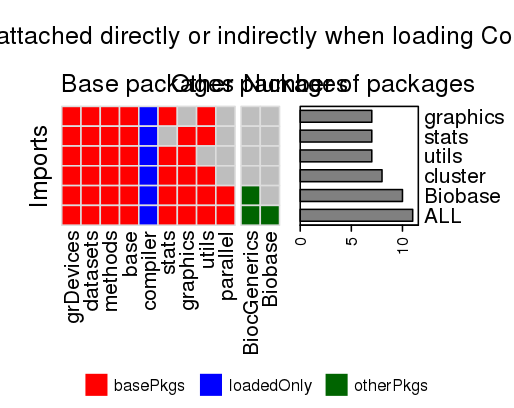 attached directly or indirectly when loading Co
Base packages
Other packages
Number of packages
Imports
graphics
stats
utils
cluster
Biobase
ALL
0
5
10
grDevices
datasets
methods
base
compiler
stats
graphics
utils
parallel
BiocGenerics
Biobase
basePkgs
loadedOnly
otherPkgs